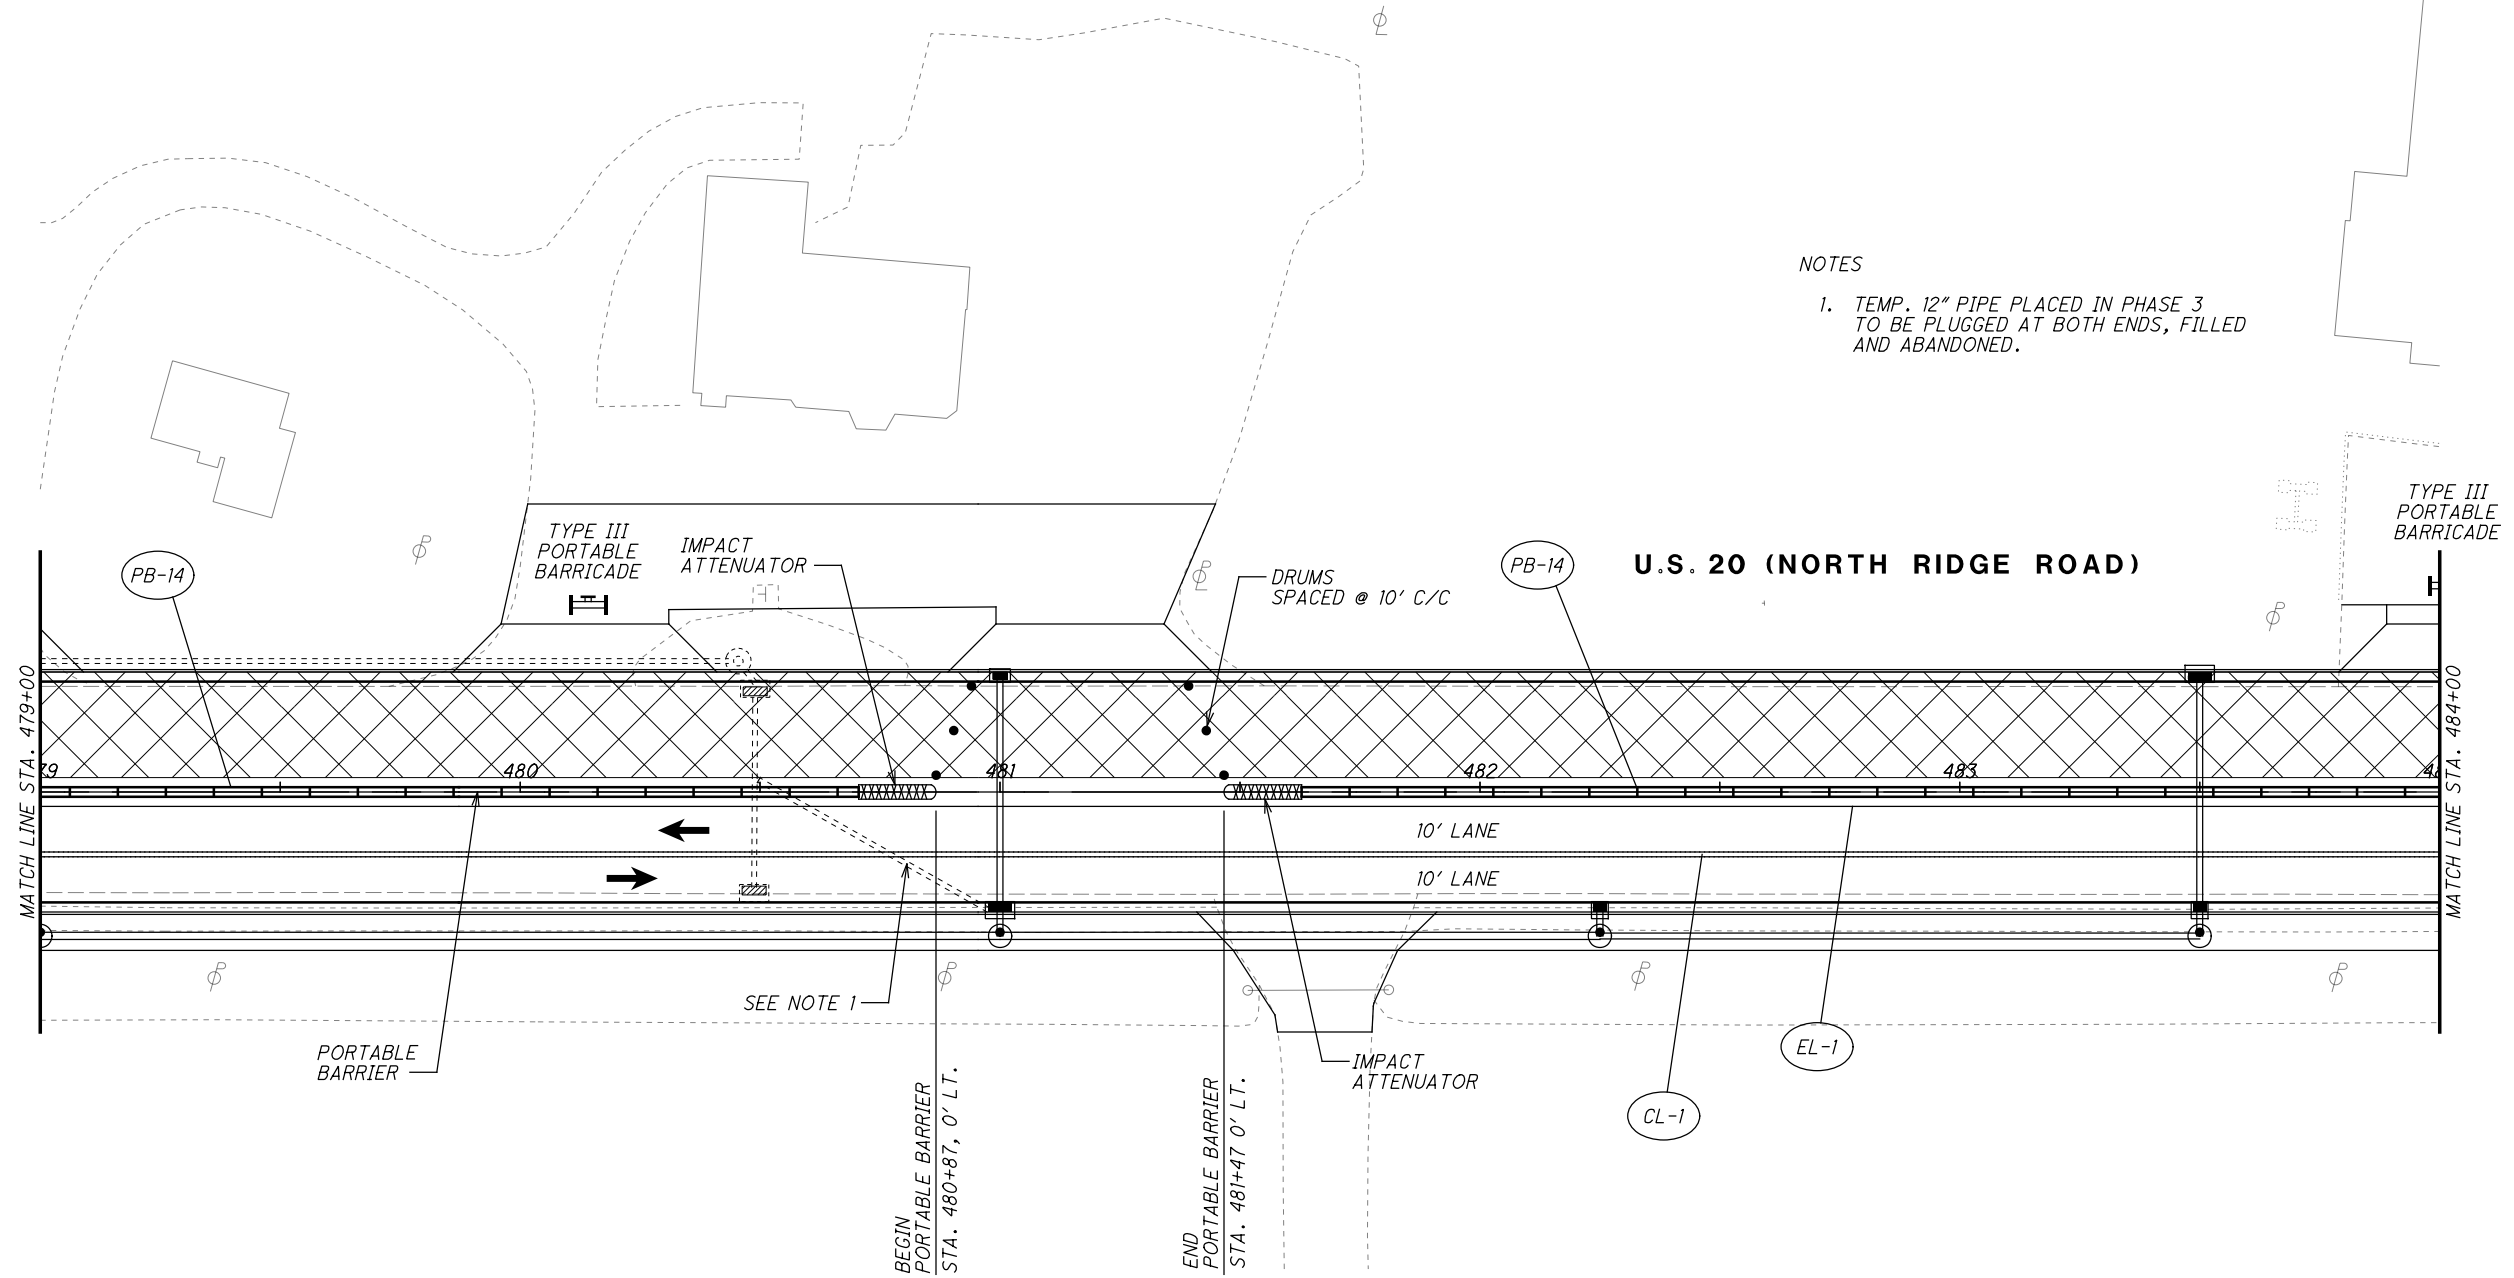 NOTES
1. TEMP. 12" PIPE PLACED IN PHASE 3
TO BE PLUGGED AT BOTH ENDS, FILLED
AND ABANDONED.
TYPE III
PORTABLE
BARRICADE
TYPE III
PORTABLE
BARRICADE
IMPACT
ATTENUATOR
PB-14
DRUMS
SPACED @ 10' C/C
PB-14
U.S. 20 (NORTH RIDGE ROAD)
MATCH LINE STA. 479+00
MATCH LINE STA. 484+00
79
480
481
482
483
48
10' LANE
10' LANE
SEE NOTE 1
PORTABLE
BARRIER
IMPACT
ATTENUATOR
EL-1
CL-1
BEGIN
PORTABLE BARRIER
STA. 480+87, 0' LT.
END
PORTABLE BARRIER
STA. 481+47 0' LT.